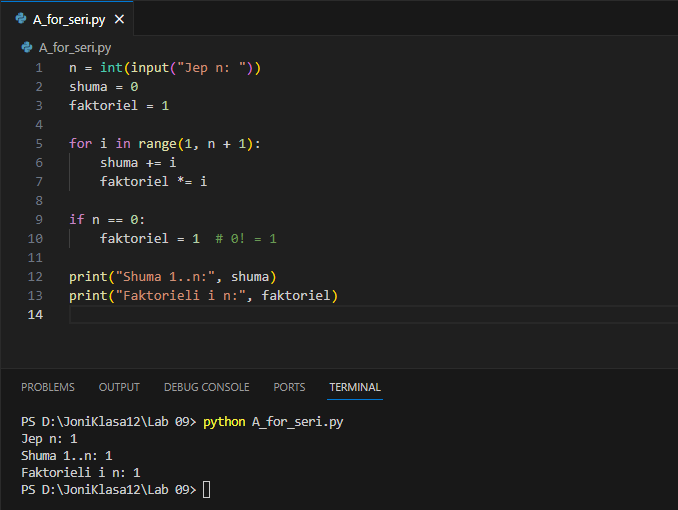 A_for_seri.py ×
A_for_seri.py
1 n = int(input("Jep n: "))
2 shuma = 0
3 faktoriel = 1
4
5 for i in range(1, n + 1):
6     shuma += i
7     faktoriel *= i
8
9 if n == 0:
10     faktoriel = 1  # 0! = 1
11
12 print("Shuma 1..n:", shuma)
13 print("Faktorieli i n:", faktoriel)
14
PROBLEMS OUTPUT DEBUG CONSOLE PORTS TERMINAL
PS D:\JoniKlasa12\Lab 09> python A_for_seri.py
Jep n: 1
Shuma 1..n: 1
Faktorieli i n: 1
PS D:\JoniKlasa12\Lab 09>